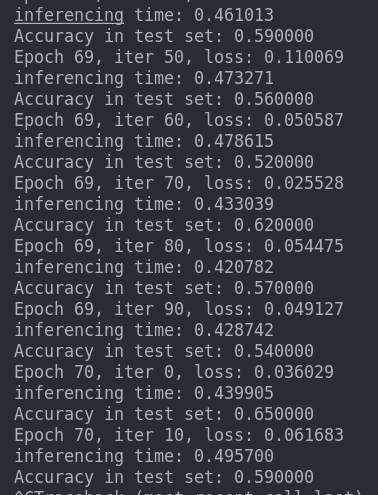 inferencing time: 0.461013
Accuracy in test set: 0.590000
Epoch 69, iter 50, loss: 0.110069
inferencing time: 0.473271
Accuracy in test set: 0.560000
Epoch 69, iter 60, loss: 0.050587
inferencing time: 0.478615
Accuracy in test set: 0.520000
Epoch 69, iter 70, loss: 0.025528
inferencing time: 0.433039
Accuracy in test set: 0.620000
Epoch 69, iter 80, loss: 0.054475
inferencing time: 0.420782
Accuracy in test set: 0.570000
Epoch 69, iter 90, loss: 0.049127
inferencing time: 0.428742
Accuracy in test set: 0.540000
Epoch 70, iter 0, loss: 0.036029
inferencing time: 0.439905
Accuracy in test set: 0.650000
Epoch 70, iter 10, loss: 0.061683
inferencing time: 0.495700
Accuracy in test set: 0.590000
^CTraceback (most recent call last)